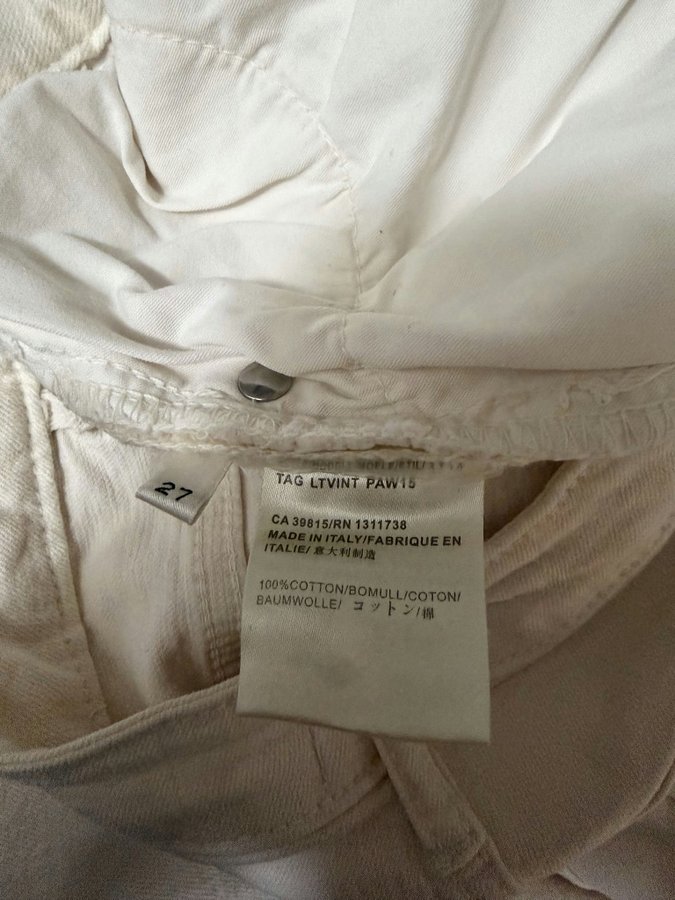 27
TAG LTVINT PAW15
CA 39815/RN 1311738
MADE IN ITALY/FABRIQUE EN
ITALIE/ 意大利制造
100%COTTON/BOMULL/COTON/
BAUMWOLLE/ コットン/棉